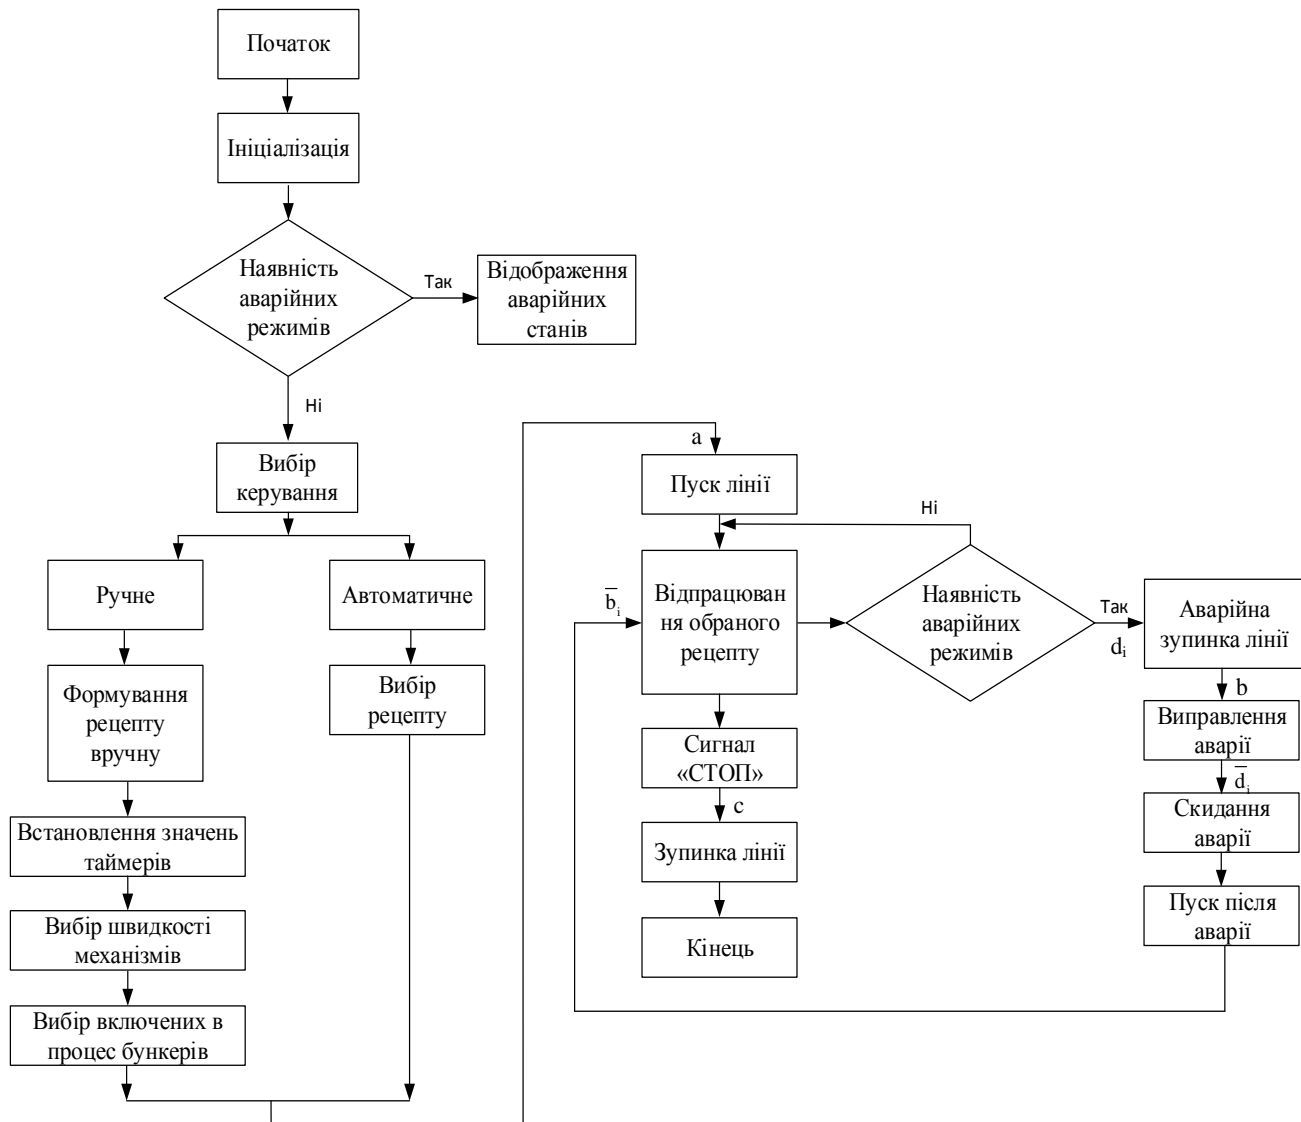 Початок
Ініціалізація
Наявність
аварійних
режимів
Так
Відображення
аварійних
станів
Ні
Вибір
керування
Ручне
Автоматичне
Формування
рецепту
вручну
Вибір
рецепту
Встановлення значень
таймерів
Вибір швидкості
механізмів
Вибір включених в
процес бункерів
a
Пуск лінії
Ні
b̅i
Відпрацюван
ня обраного
рецепту
Наявність
аварійних
режимів
Так
di
Аварійна
зупинка лінії
b
Виправлення
аварії
d̅i
Скидання
аварії
Пуск після
аварії
Сигнал
«СТОП»
c
Зупинка лінії
Кінець